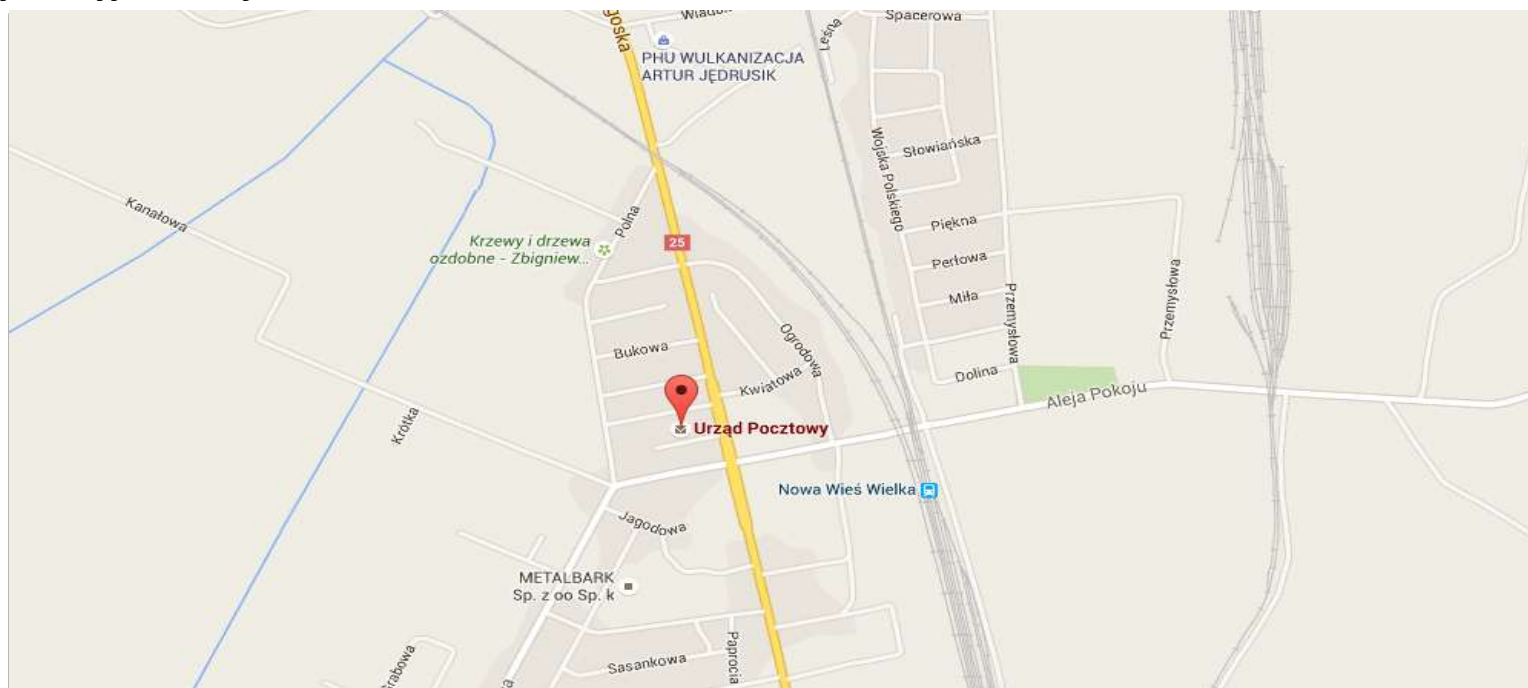 Spacerowa
Leśna
PHU WULKANIZACJA
ARTUR JĘDRUSIK
Wojska Polskiego
Słowiańska
Kanałowa
Polna
Piękna
25
Krzewy i drzewa
ozdobne - Zbigniew...
Perłowa
Miła
Przemysłowa
Przemysłowa
Ogrodowa
Bukowa
Dolina
Kwiatowa
Aleja Pokoju
Krótka
Urząd Pocztowy
Nowa Wieś Wielka
Jagodowa
METALBARK
Sp. z oo Sp. k
Paprocia
Sasankowa